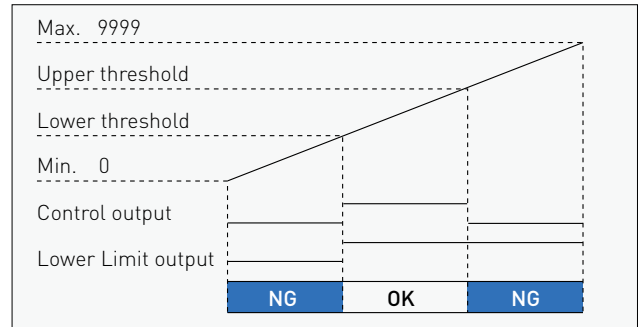 Max. 9999
Upper threshold
Lower threshold
Min. 0
Control output
Lower Limit output
NG OK NG